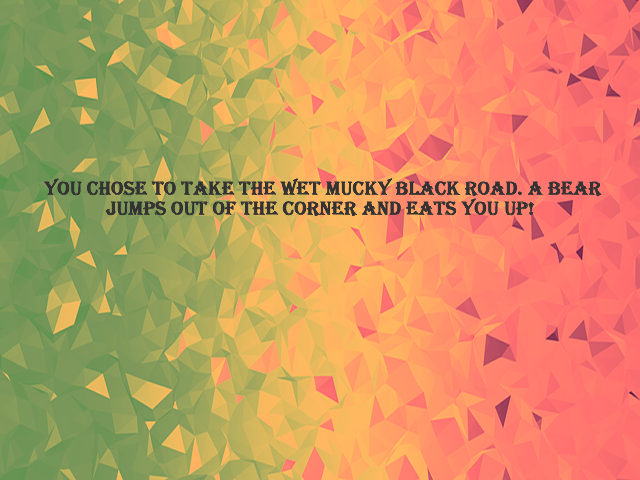 YOU CHOSE TO TAKE THE WET MUCKY BLACK ROAD. A BEAR
JUMPS OUT OF THE CORNER AND EATS YOU UP!